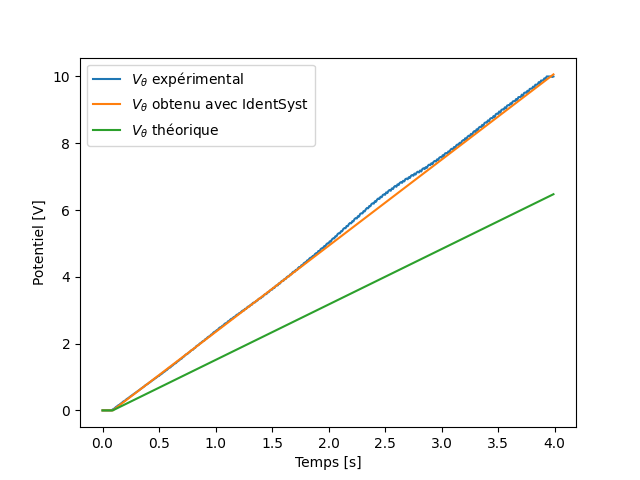 V_θ expérimental
V_θ obtenu avec IdentSyst
V_θ théorique
Potentiel [V]
10
8
6
4
2
0
0.0 0.5 1.0 1.5 2.0 2.5 3.0 3.5 4.0
Temps [s]